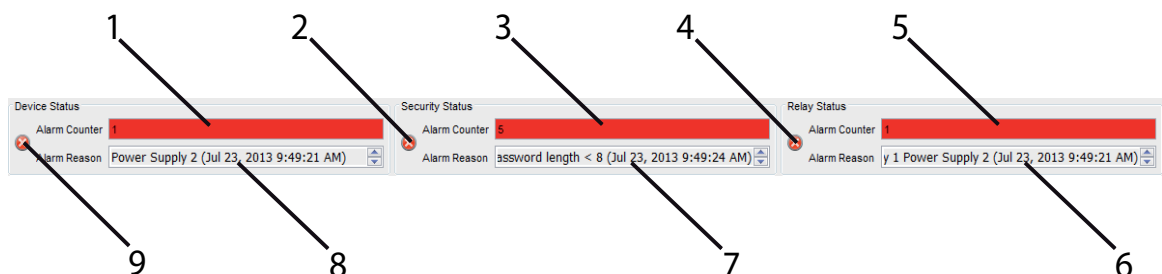 1 2 3 4 5
Device Status Security Status Relay Status
Alarm Counter 1 Alarm Counter 5 Alarm Counter 1
Alarm Reason Power Supply 2 (Jul 23, 2013 9:49:21 AM) Alarm Reason assword length < 8 (Jul 23, 2013 9:49:24 AM) Alarm Reason y 1 Power Supply 2 (Jul 23, 2013 9:49:21 AM)
9 8 7 6